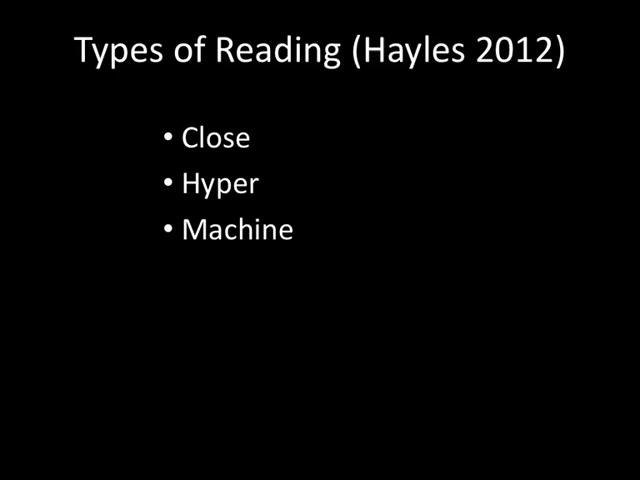 Types of Reading (Hayles 2012)
• Close
• Hyper
• Machine